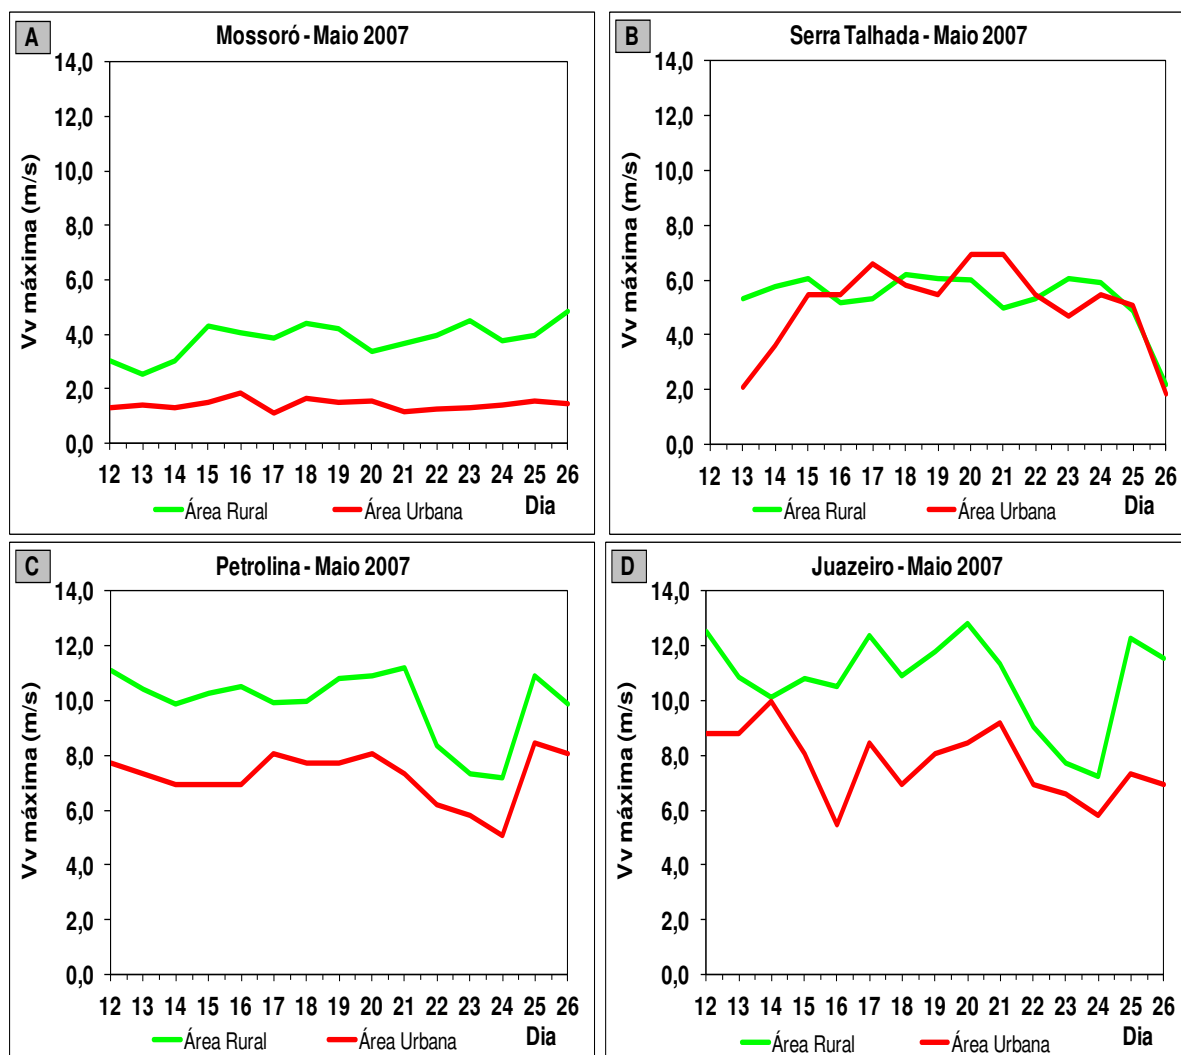 A
Mossoró - Maio 2007
Vv máxima (m/s)
14,0
12,0
10,0
8,0
6,0
4,0
2,0
0,0
12 13 14 15 16 17 18 19 20 21 22 23 24 25 26
Área Rural Área Urbana Dia
B
Serra Talhada - Maio 2007
Vv máxima (m/s)
14,0
12,0
10,0
8,0
6,0
4,0
2,0
0,0
12 13 14 15 16 17 18 19 20 21 22 23 24 25 26
Área Rural Área Urbana Dia
C
Petrolina - Maio 2007
Vv máxima (m/s)
14,0
12,0
10,0
8,0
6,0
4,0
2,0
0,0
12 13 14 15 16 17 18 19 20 21 22 23 24 25 26
Área Rural Área Urbana Dia
D
Juazeiro - Maio 2007
Vv máxima (m/s)
14,0
12,0
10,0
8,0
6,0
4,0
2,0
0,0
12 13 14 15 16 17 18 19 20 21 22 23 24 25 26
Área Rural Área Urbana Dia